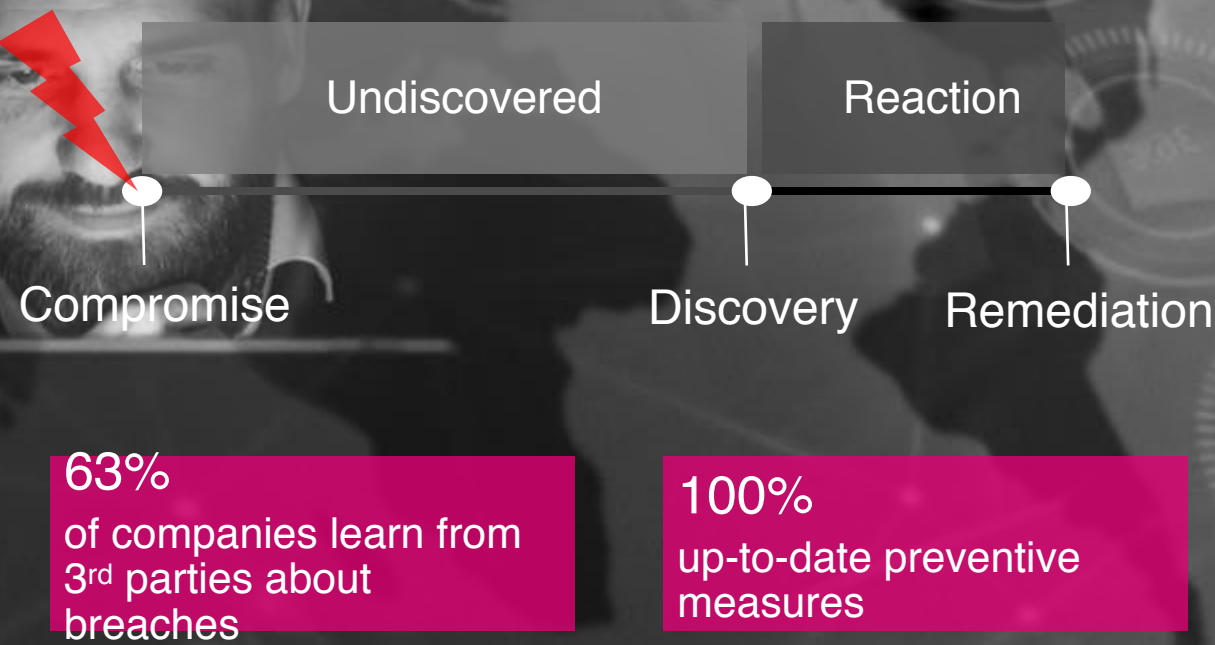 Undiscovered
Reaction
Compromise
Discovery
Remediation
63%
of companies learn from
3rd parties about
breaches
100%
up-to-date preventive
measures